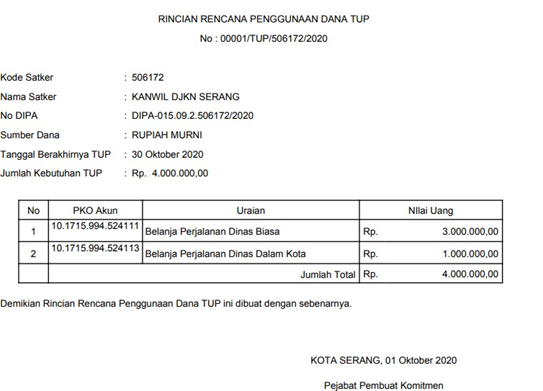 RINCIAN RENCANA PENGGUNAAN DANA TUP
No : 00001/TUP/506172/2020
Kode Satker : 506172
Nama Satker : KANWIL DJKN SERANG
No DIPA : DIPA-015.09.2.506172/2020
Sumber Dana : RUPIAH MURNI
Tanggal Berakhirnya TUP : 30 Oktober 2020
Jumlah Kebutuhan TUP : Rp. 4.000.000,00
No PKO Akun Uraian NIlai Uang
1 10.1715.994.524111 Belanja Perjalanan Dinas Biasa Rp. 3.000.000,00
2 10.1715.994.524113 Belanja Perjalanan Dinas Dalam Kota Rp. 1.000.000,00
Jumlah Total Rp. 4.000.000,00
Demikian Rincian Rencana Penggunaan Dana TUP ini dibuat dengan sebenarnya.
KOTA SERANG, 01 Oktober 2020
Pejabat Pembuat Komitmen